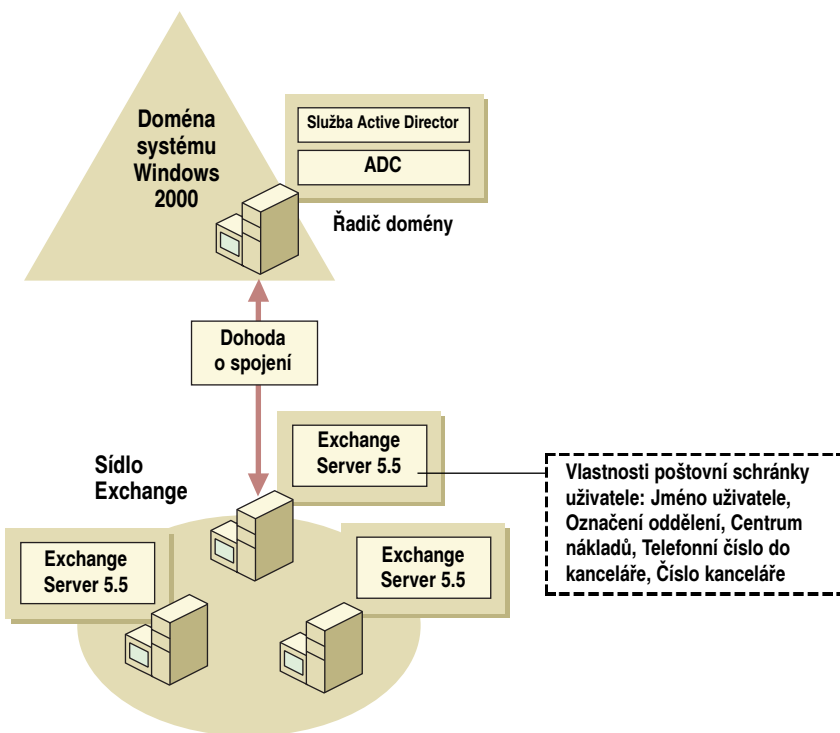 Doména
systému
Windows
2000
Služba Active Director
ADC
Řadič domény
Dohoda
o spojení
Exchange
Server 5.5
Sídlo
Exchange
Vlastnosti poštovní schránky
uživatele: Jméno uživatele,
Označení oddělení, Centrum
nákladů, Telefonní číslo do
kanceláře, Číslo kanceláře
Exchange
Server 5.5
Exchange
Server 5.5